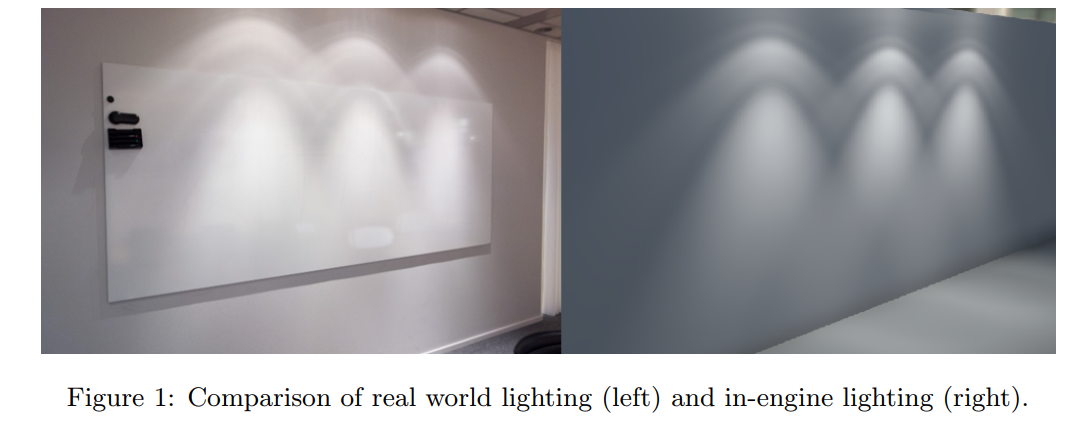 Figure 1: Comparison of real world lighting (left) and in-engine lighting (right).